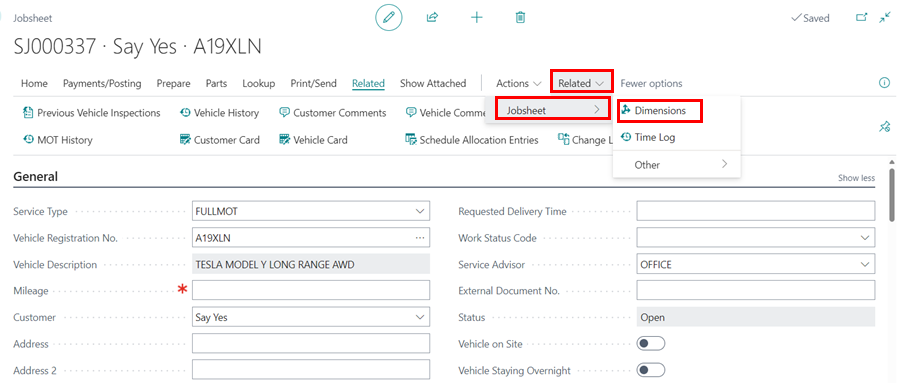 Jobsheet
Saved
SJ000337 · Say Yes · A19XLN
Home Payments/Posting Prepare Parts Lookup Print/Send Related Show Attached Actions Related Fewer options
Previous Vehicle Inspections Vehicle History Customer Comments Vehicle Comme Jobsheet Dimensions
MOT History Customer Card Vehicle Card Schedule Allocation Entries Change L Time Log
Other
General Show less
Service Type FULLMOT Requested Delivery Time
Vehicle Registration No. A19XLN ... Work Status Code
Vehicle Description TESLA MODEL Y LONG RANGE AWD Service Advisor OFFICE
Mileage * External Document No.
Customer Say Yes Status Open
Address Vehicle on Site
Address 2 Vehicle Staying Overnight